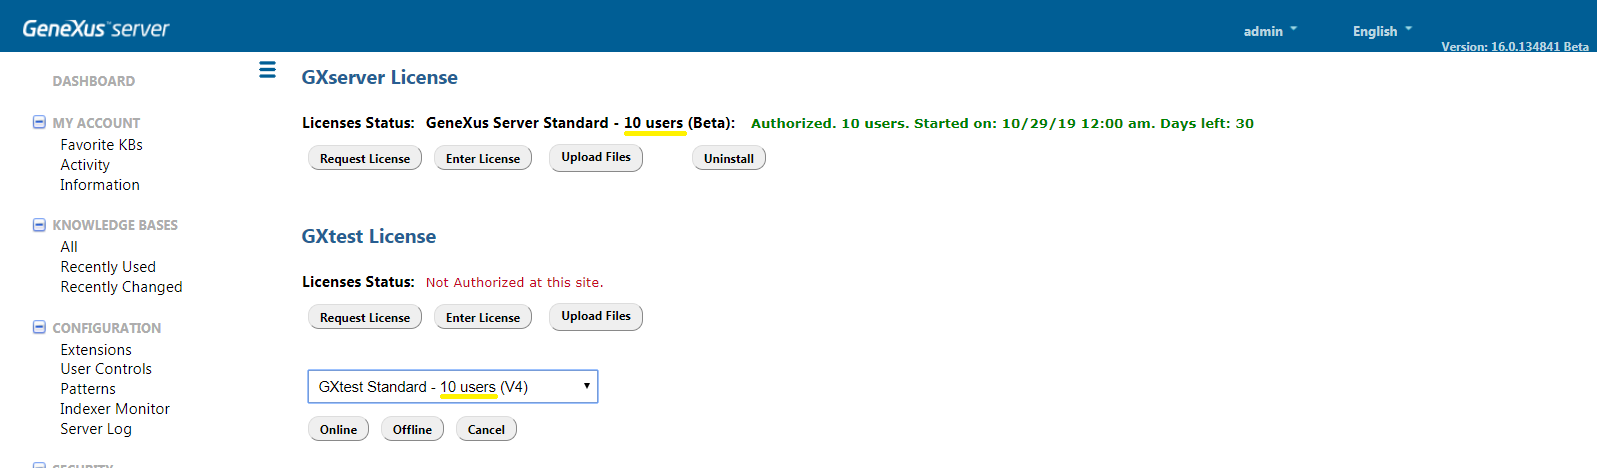 GeneXus™ server
admin
English
Version: 16.0.134841 Beta
DASHBOARD
MY ACCOUNT
Favorite KBs
Activity
Information
KNOWLEDGE BASES
All
Recently Used
Recently Changed
CONFIGURATION
Extensions
User Controls
Patterns
Indexer Monitor
Server Log
SECURITY
GXserver License
Licenses Status: GeneXus Server Standard - 10 users (Beta): Authorized. 10 users. Started on: 10/29/19 12:00 am. Days left: 30
Request License Enter License Upload Files Uninstall
GXtest License
Licenses Status: Not Authorized at this site.
Request License Enter License Upload Files
GXtest Standard - 10 users (V4)
Online Offline Cancel